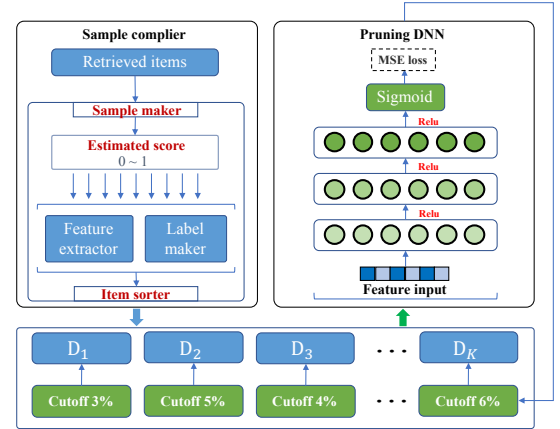 Sample complier
Retrieved items
Sample maker
Estimated score
0 ~ 1
Feature
extractor
Label
maker
Item sorter
Pruning DNN
MSE loss
Sigmoid
Relu
Relu
Relu
Feature input
D1 D2 D3 ··· DK
Cutoff 3% Cutoff 5% Cutoff 4% ··· Cutoff 6%